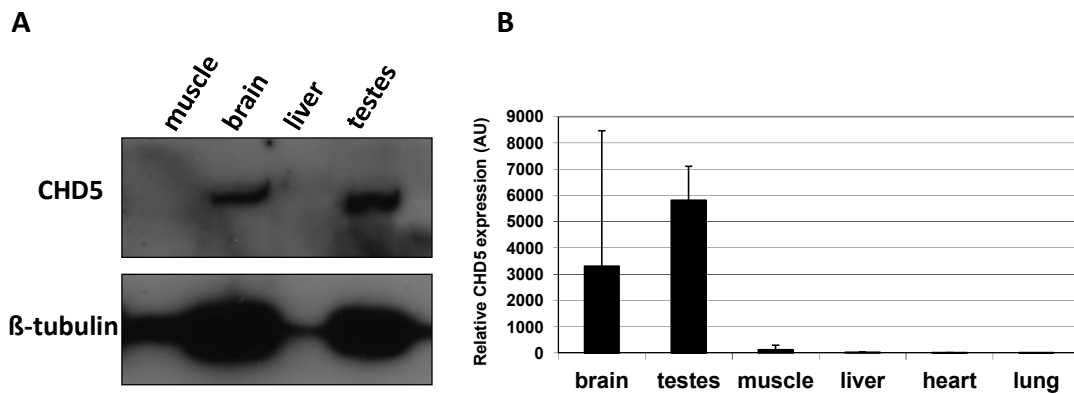 A
muscle
brain
liver
testes
CHD5
ß-tubulin
B
Relative CHD5 expression (AU)
9000
8000
7000
6000
5000
4000
3000
2000
1000
0
brain testes muscle liver heart lung